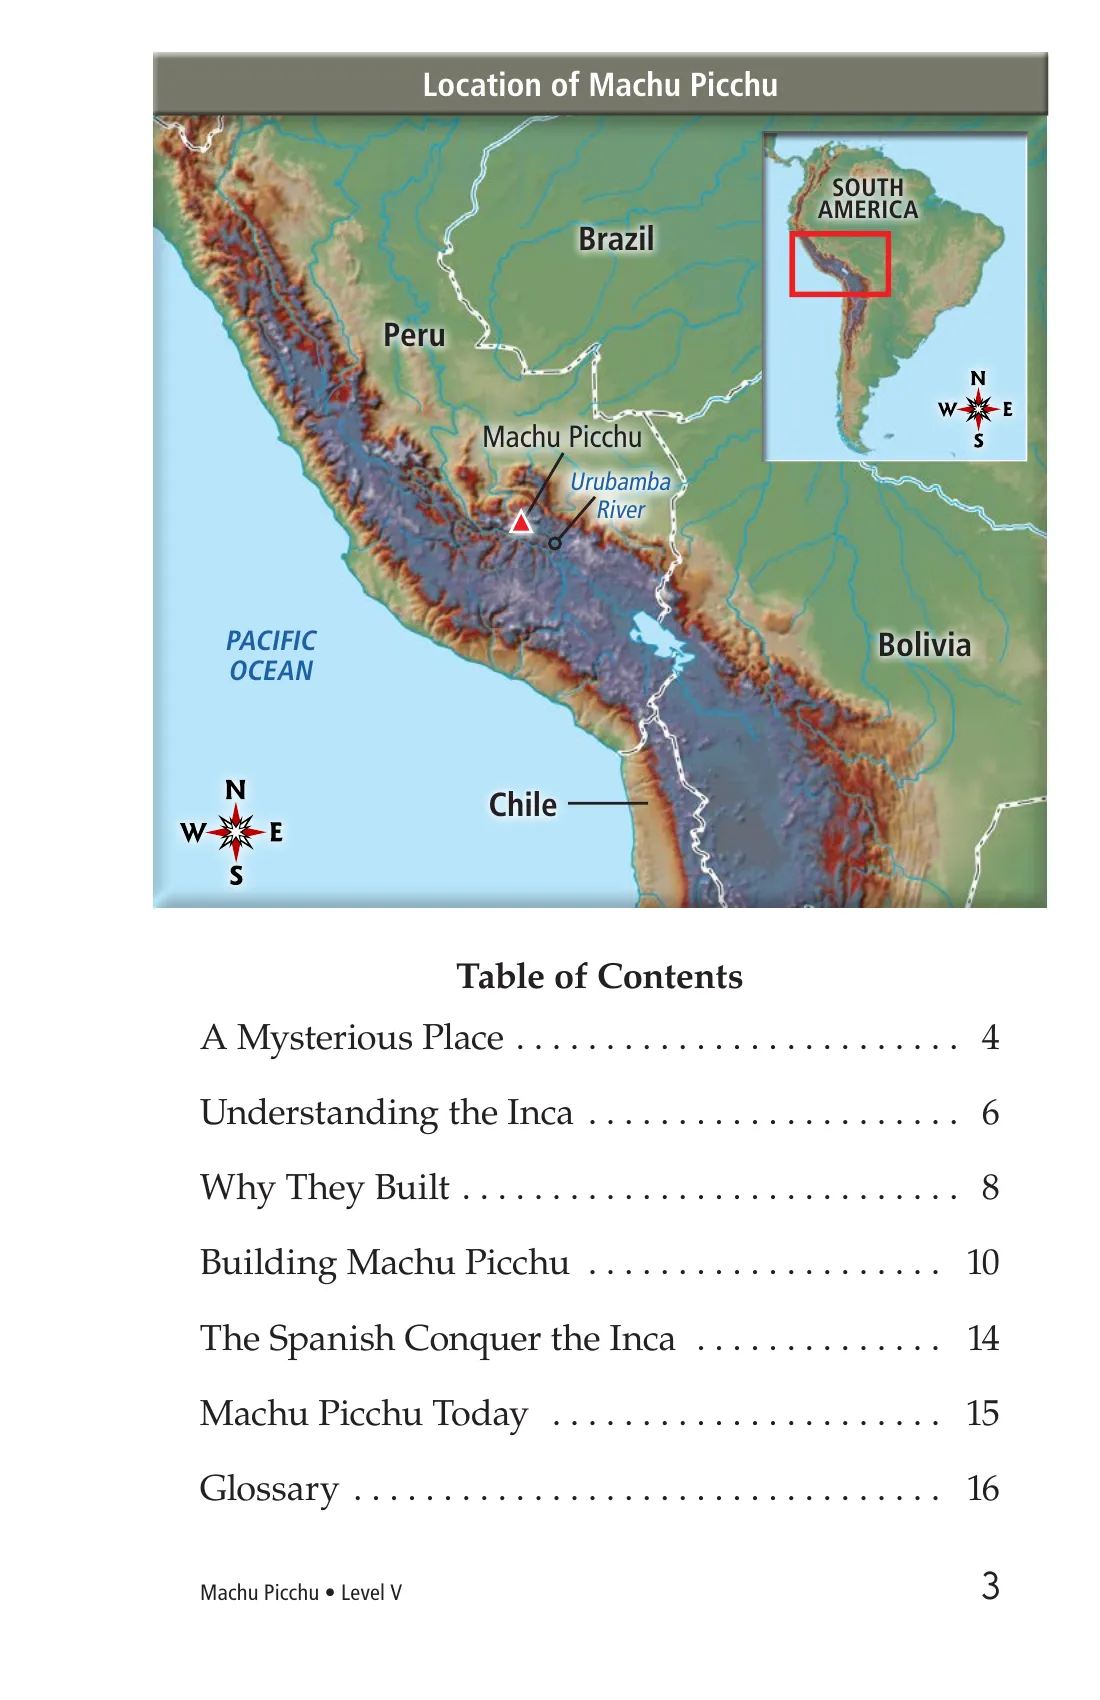 Location of Machu Picchu
SOUTH
AMERICA
Brazil
Peru
N
W E
S
Machu Picchu
Urubamba
River
PACIFIC
OCEAN
Bolivia
N
W E
S
Chile
Table of Contents
A Mysterious Place . . . . . . . . . . . . . . . . . . . . . . . . . 4
Understanding the Inca . . . . . . . . . . . . . . . . . . . . . 6
Why They Built . . . . . . . . . . . . . . . . . . . . . . . . . . . . 8
Building Machu Picchu . . . . . . . . . . . . . . . . . . . . 10
The Spanish Conquer the Inca . . . . . . . . . . . . . . 14
Machu Picchu Today . . . . . . . . . . . . . . . . . . . . . . 15
Glossary . . . . . . . . . . . . . . . . . . . . . . . . . . . . . . . . . 16
Machu Picchu • Level V 3